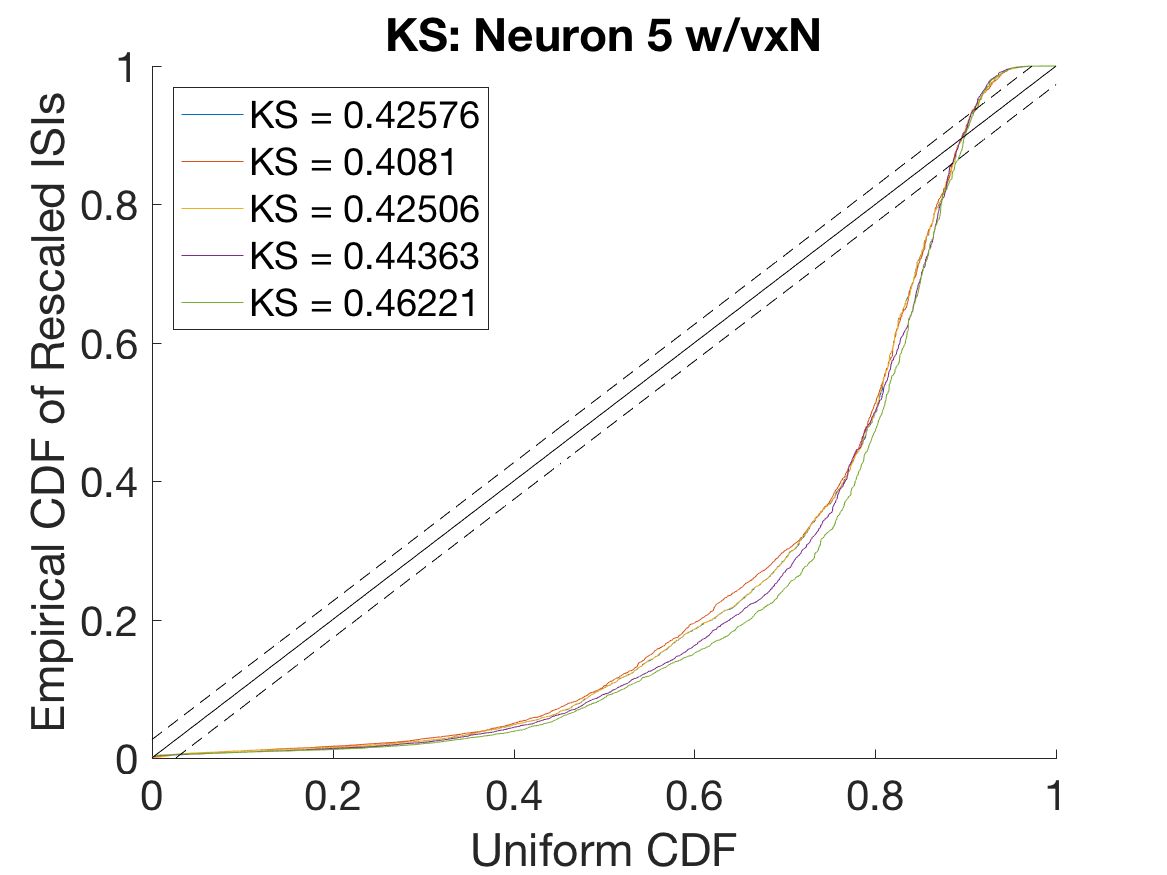 KS: Neuron 5 w/vxN
KS = 0.42576
KS = 0.4081
KS = 0.42506
KS = 0.44363
KS = 0.46221
Empirical CDF of Rescaled ISIs
1
0.8
0.6
0.4
0.2
0
0 0.2 0.4 0.6 0.8 1
Uniform CDF